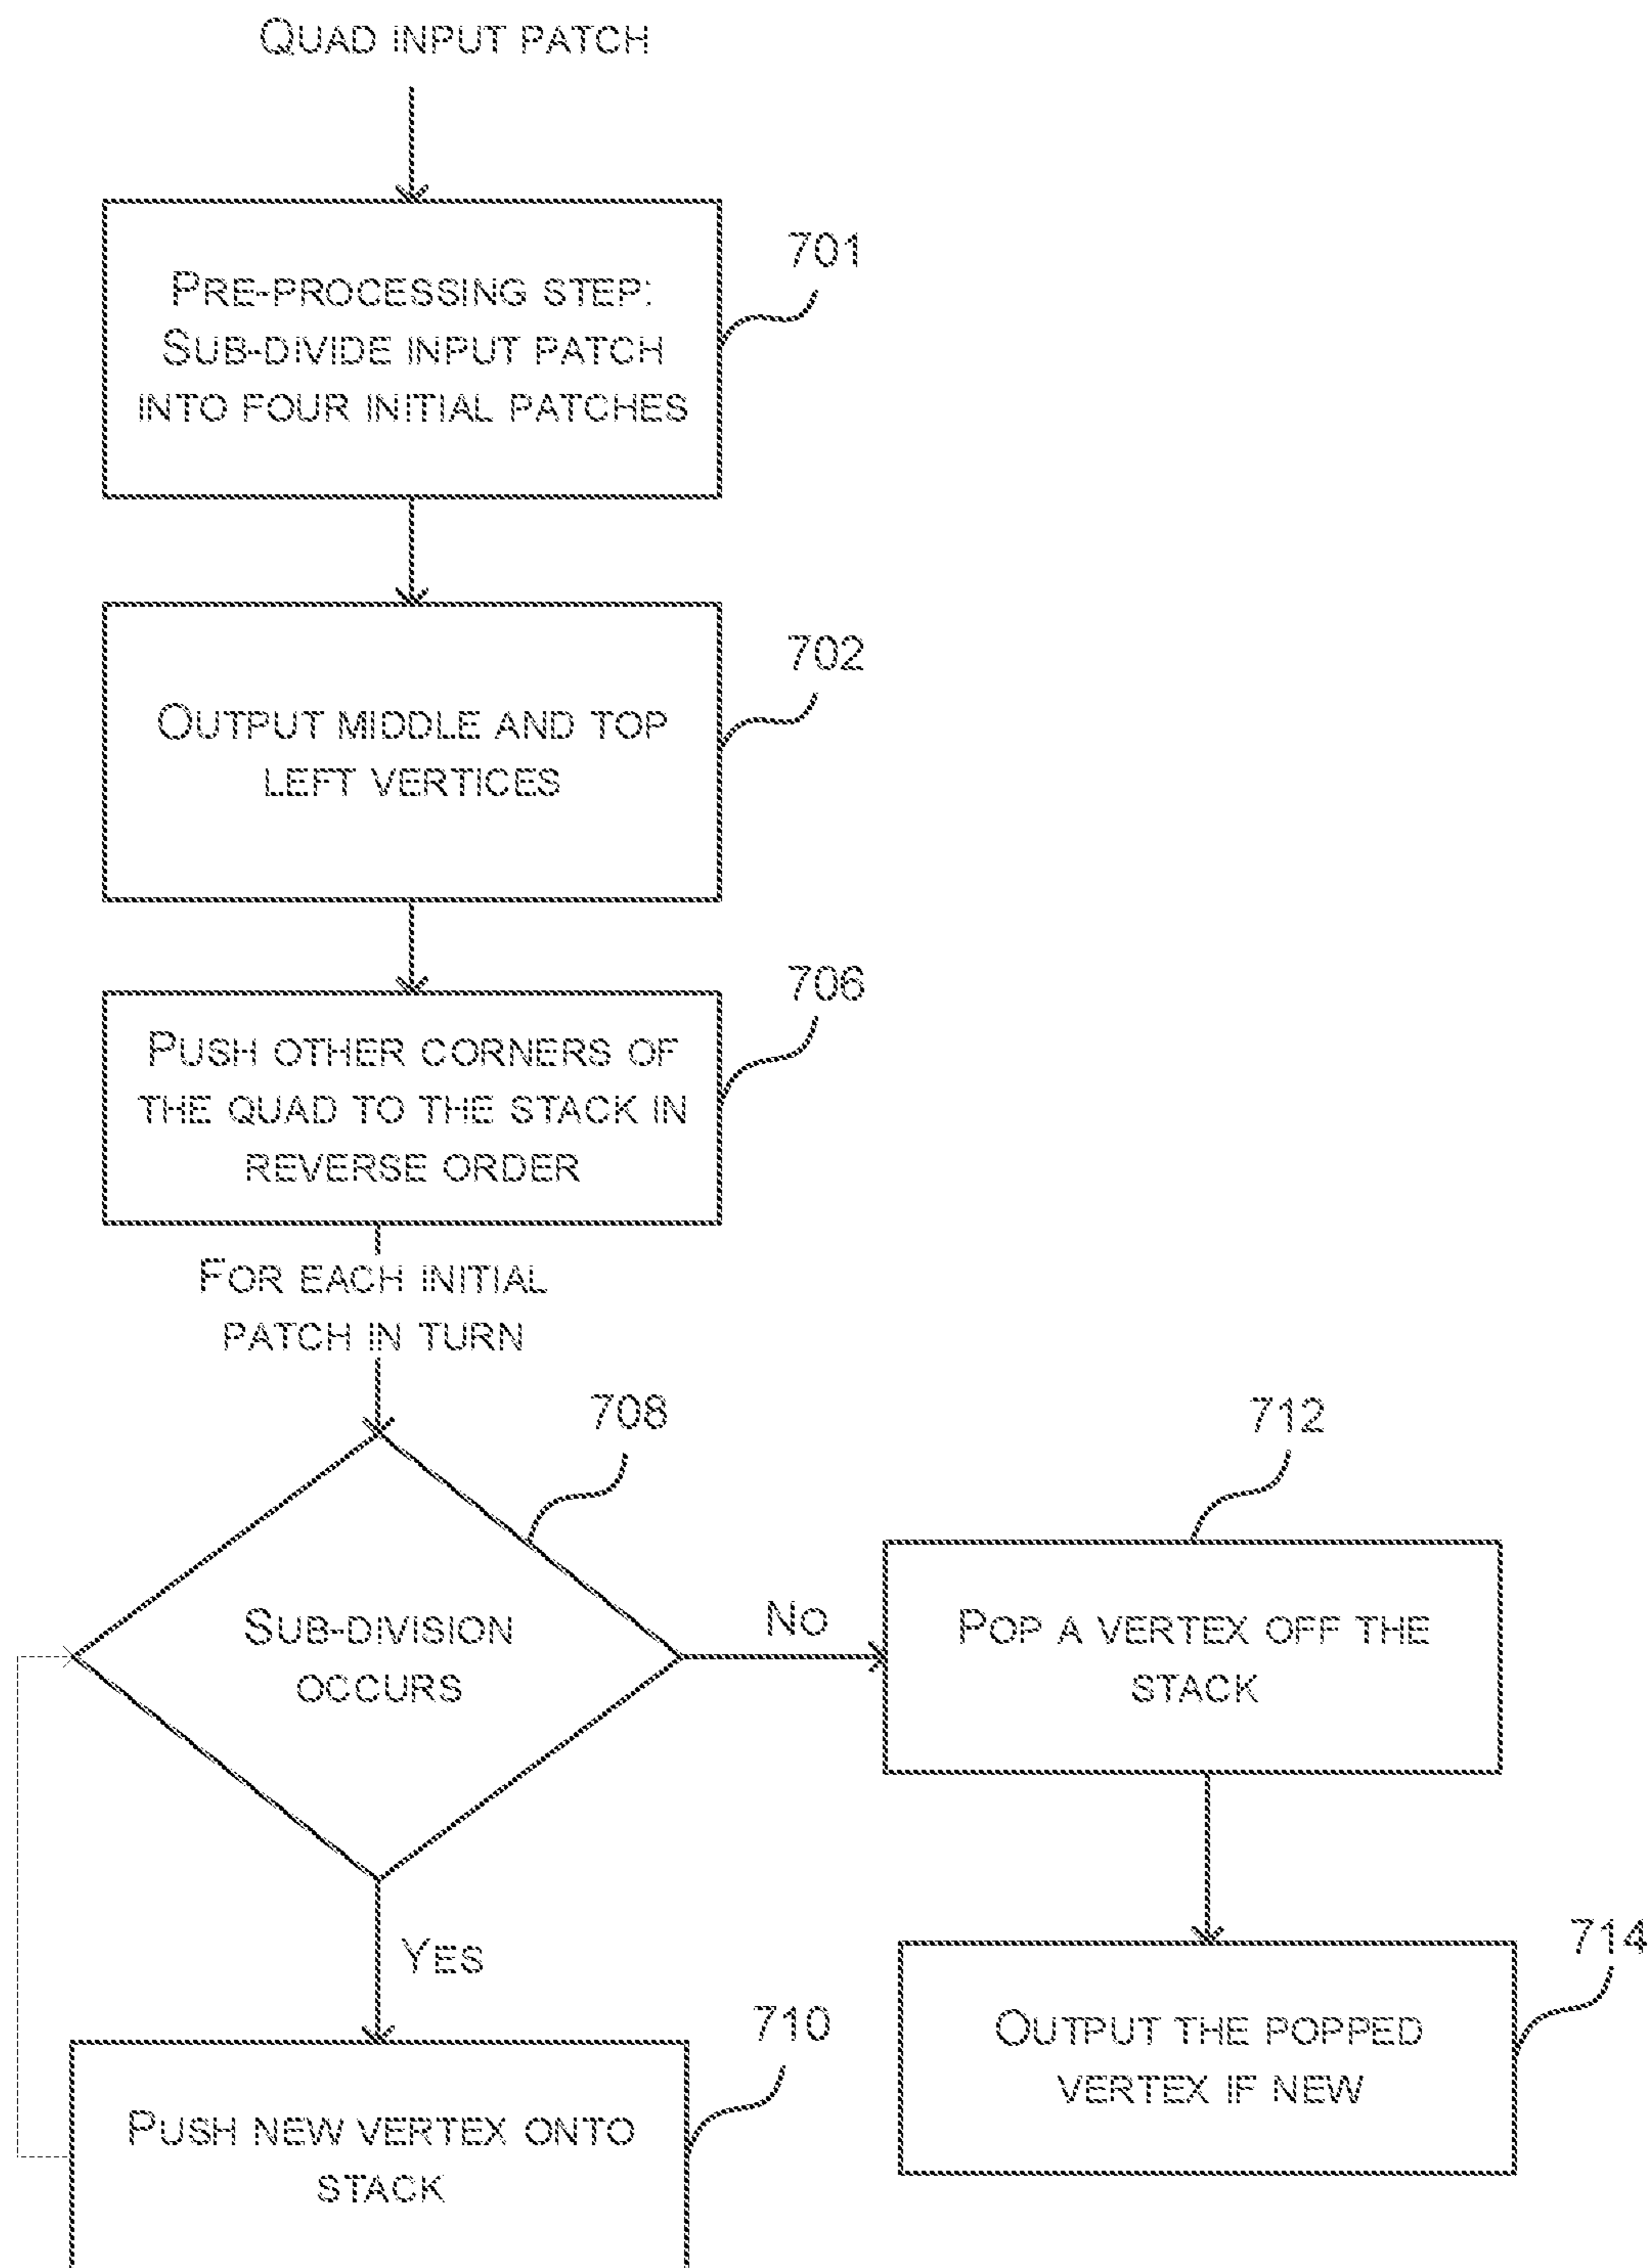 QUAD INPUT PATCH
701
PRE-PROCESSING STEP:
SUB-DIVIDE INPUT PATCH
INTO FOUR INITIAL PATCHES
702
OUTPUT MIDDLE AND TOP
LEFT VERTICES
706
PUSH OTHER CORNERS OF
THE QUAD TO THE STACK IN
REVERSE ORDER
FOR EACH INITIAL
PATCH IN TURN
708
SUB-DIVISION
OCCURS
NO
712
POP A VERTEX OFF THE
STACK
YES
710
PUSH NEW VERTEX ONTO
STACK
714
OUTPUT THE POPPED
VERTEX IF NEW